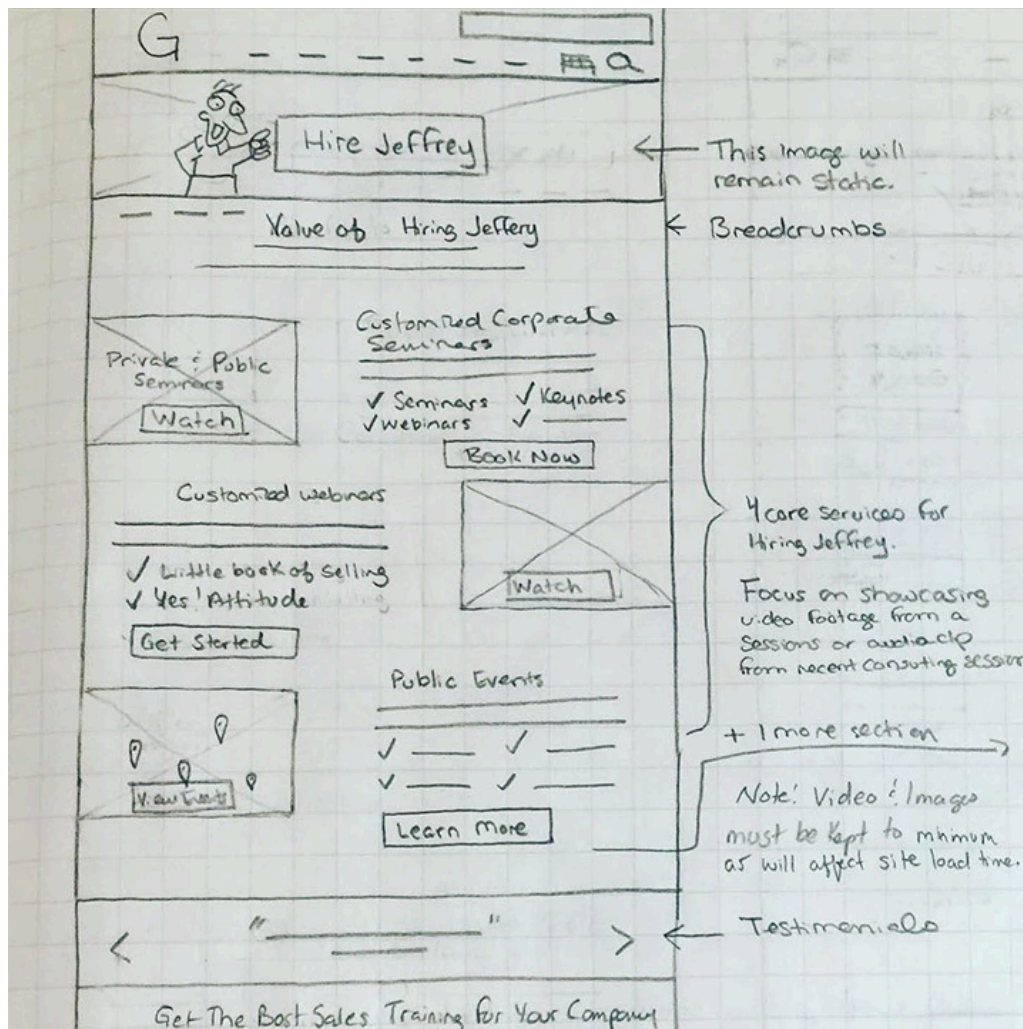 G
Hire Jeffrey
This Image will
remain static.
Value of Hiring Jeffery
Breadcrumbs
Private & Public
Seminars
Watch
Customized Corporate
Seminars
✓ Seminars ✓ Keynotes
✓ Webinars ✓
Book Now
Customized Webinars
✓ Little book of selling
✓ Yes! Attitude
Get Started
Watch
4 core services for
Hiring Jeffrey.
Focus on showcasing
video footage from a
sessions or audio clip
from recent session
Public Events
✓ ✓
✓ ✓
View Events
Learn More
+ 1 more section
Note: Video & Images
must be kept to minimum
as will affect site load time.
" "
< >
Testimonials
Get The Best Sales Training For Your Company